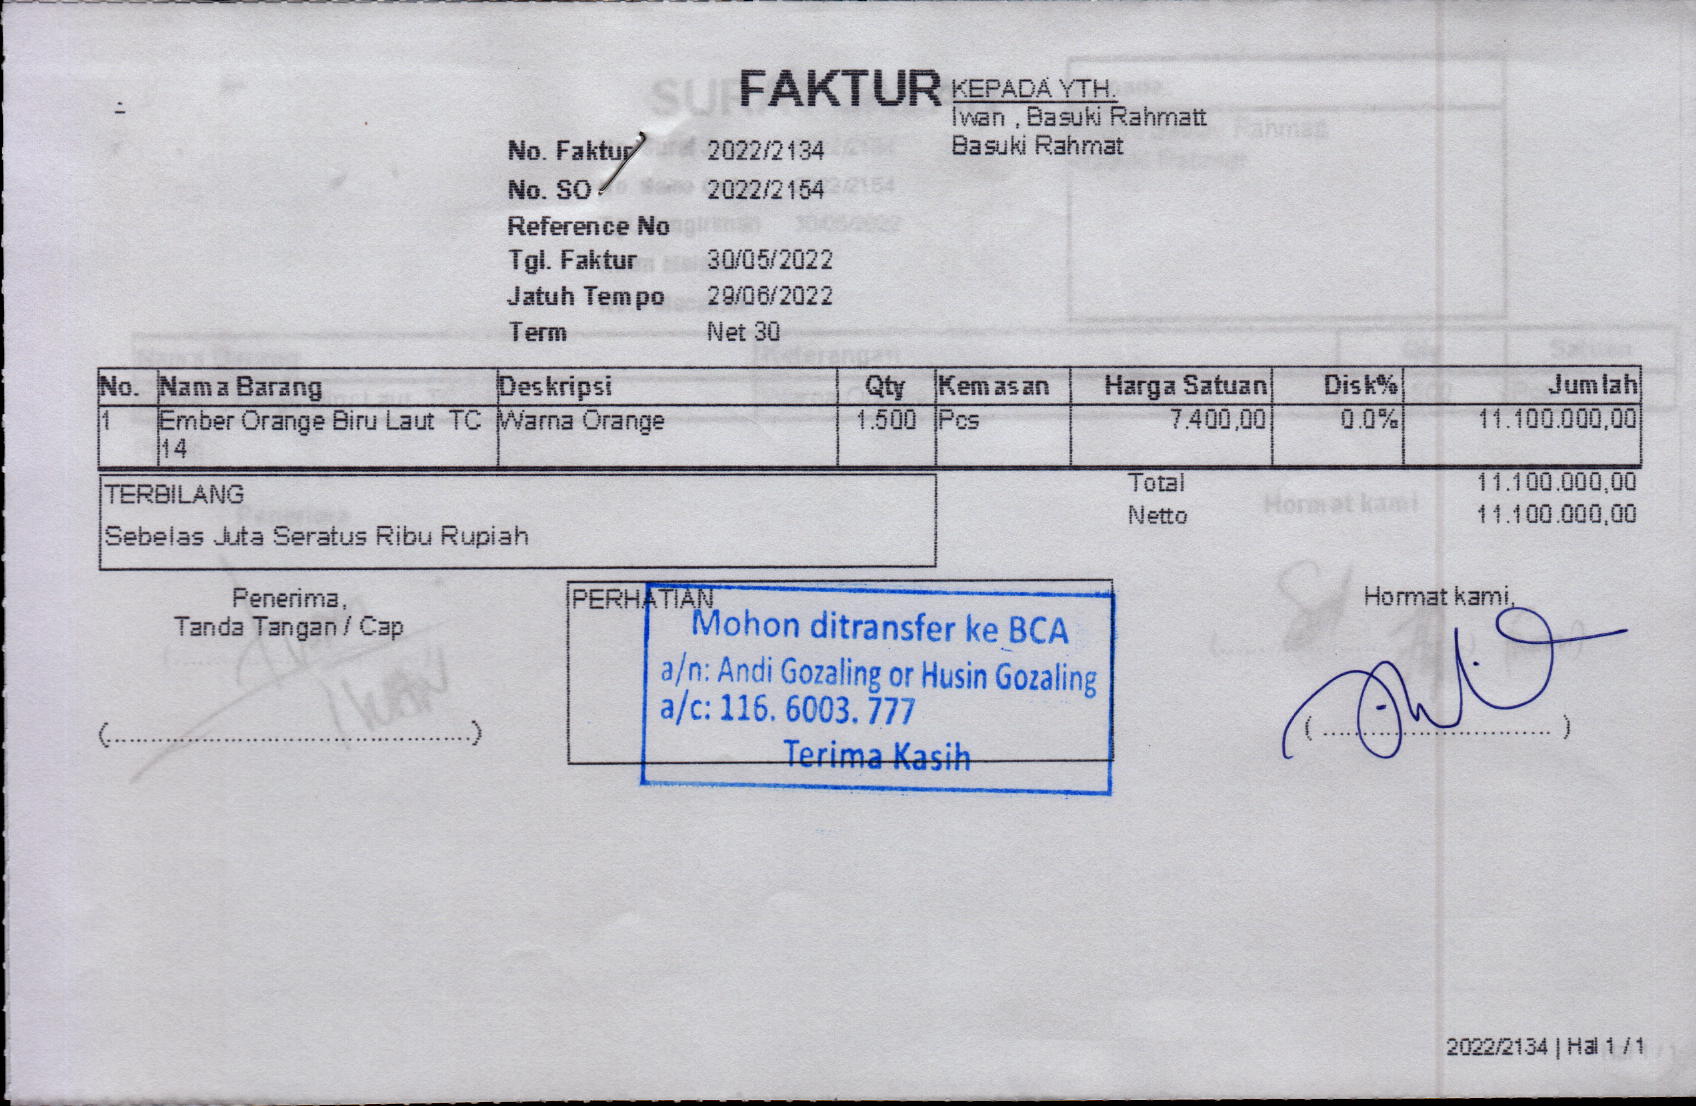 FAKTUR
KEPADA YTH.
Iwan , Basuki Rahmatt
Basuki Rahmat
No. Faktur 2022/2134
No. SO 2022/2154
Reference No
Tgl. Faktur 30/05/2022
Jatuh Tempo 29/06/2022
Term Net 30
No. Nama Barang Deskripsi Qty Kemasan Harga Satuan Disk% Jumlah
1 Ember Orange Biru Laut TC Warna Orange 1.500 Pcs 7.400,00 0.0% 11.100.000,00
14
Total 11.100.000,00
Netto 11.100.000,00
TERBILANG
Sebelas Juta Seratus Ribu Rupiah
Penerima,
Tanda Tangan / Cap
(................................................)
IWAN
PERHATIAN
Mohon ditransfer ke BCA
a/n: Andi Gozaling or Husin Gozaling
a/c: 116. 6003. 777
Terima Kasih
Hormat kami,
( .............................. )
2022/2134 | Hal 1 / 1